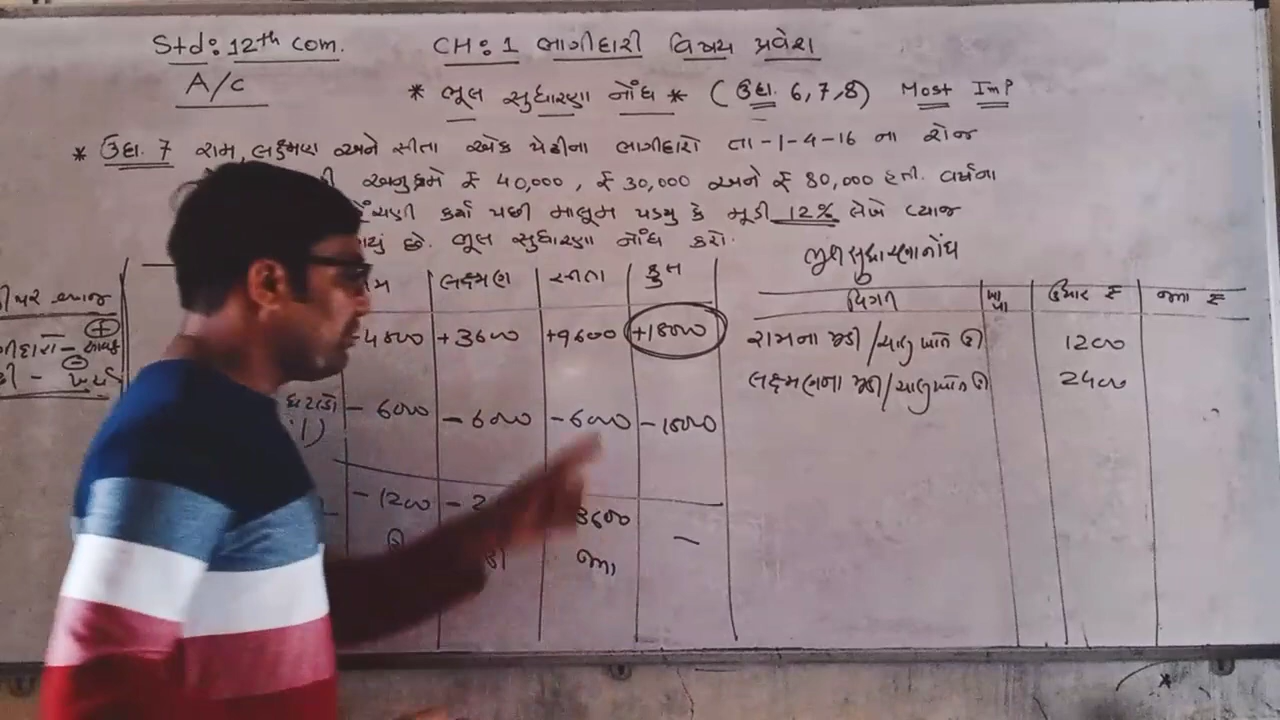 Std: 12th com.
CH: 1 ભાગીદારી વિષય પ્રવેશ
A/C
* ભૂલ સુધારણા નોંધ * (ઉદા. 6,7,8) Most Imp
* ઉદા. 7 રામ, લક્ષ્મણ અને સીતા એક પેઢીના ભાગીદારો તા-1-4-16 ના રોજ
અનુક્રમે ₹ 40,000, ₹ 30,000 અને ₹ 80,000 હતી. વર્ષના
કર્યા પછી માલૂમ પડ્યુ કે મૂડી 12% લેખે વ્યાજ
છે. ભૂલ સુધારણા નોંધ કરો.
ભુલ સુધારણા નોંધ
લક્ષ્મણ સીતા કુલ
વ્યાજ
વિગત ખા પા ઉધાર ₹ જમા ₹
4800 +3600 +9600 +18000
રામના મૂડી/ચાલુ ખાતે ઉ 1200
લક્ષ્મણના મૂડી/ચાલુ ખાતે ઉ 2400
-6000 -6000 -6000 -18000
-1200 -2 3600 -
ઉ જમા